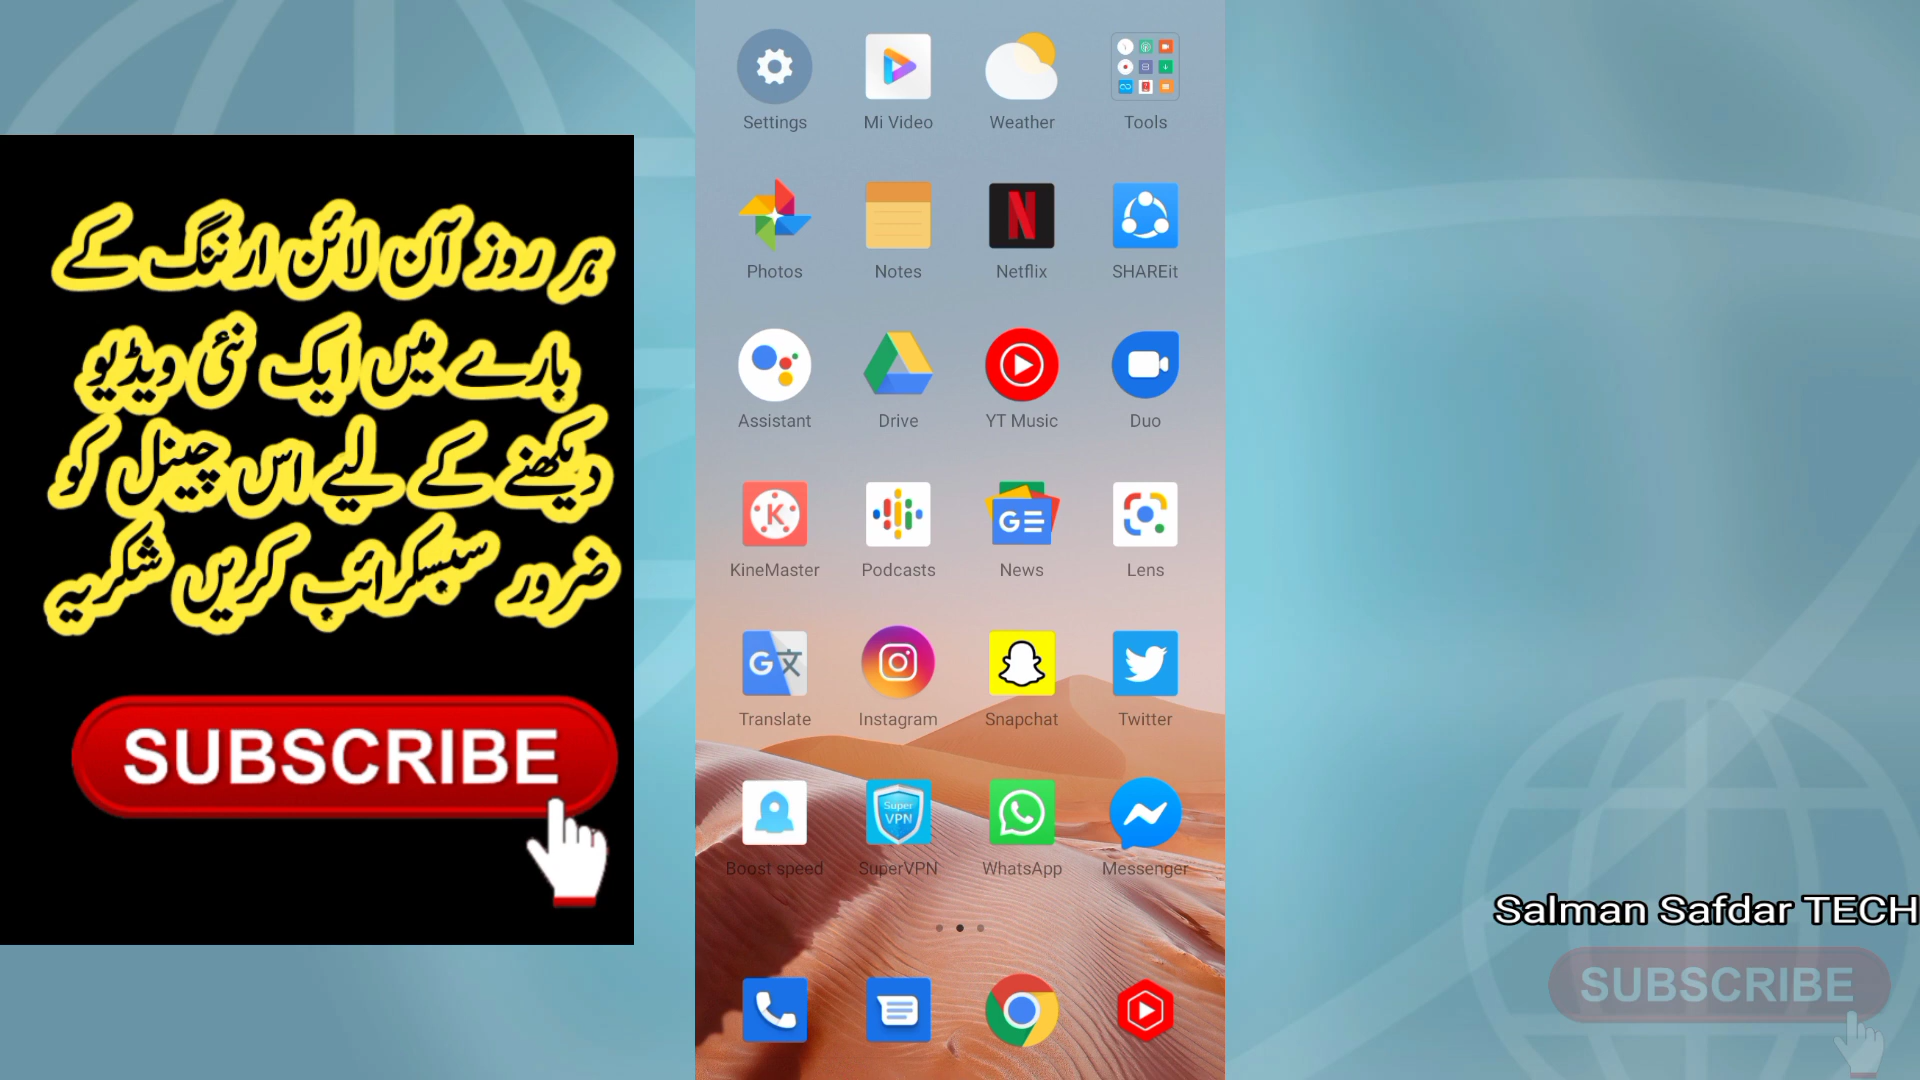 ہر روز آن لائن ارننگ کے
بارے میں ایک نئی ویڈیو
دیکھنے کے لیے اس چینل کو
ضرور سبسکرائب کریں شکریہ
SUBSCRIBE
Settings
Mi Video
Weather
Tools
Photos
Notes
Netflix
SHAREit
Assistant
Drive
YT Music
Duo
KineMaster
Podcasts
News
Lens
Translate
Instagram
Snapchat
Twitter
Super
VPN
Boost speed
SuperVPN
WhatsApp
Messenger
Salman Safdar TECH
SUBSCRIBE